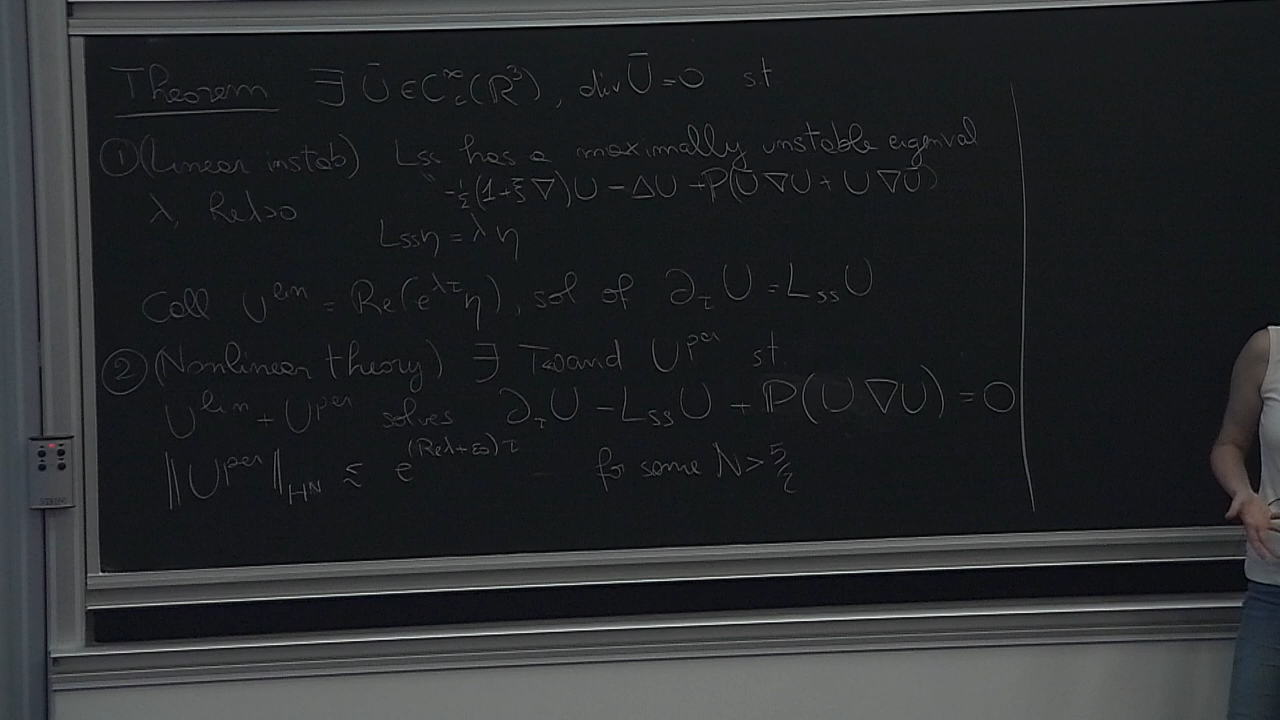 Theorem ∃ Ū ∈ C_c^∞(ℝ³), div Ū = 0 st
① (Linear instab) L_ss has a maximally unstable eigenval
λ, Reλ>0 " -½(1+ξ·∇)U - ΔU + ℙ(Ū·∇U + U·∇Ū)
L_ss η = λ η
Call U^lin = Re(e^{λτ} η), sol of ∂_τ U = L_ss U
② (Nonlinear theory) ∃ T<0 and U^per st.
U^lin + U^per solves ∂_τ U - L_ss U + ℙ(U·∇U) = 0
‖U^per‖_{H^N} ≲ e^{(Reλ+ε₀)τ} for some N > 5/2